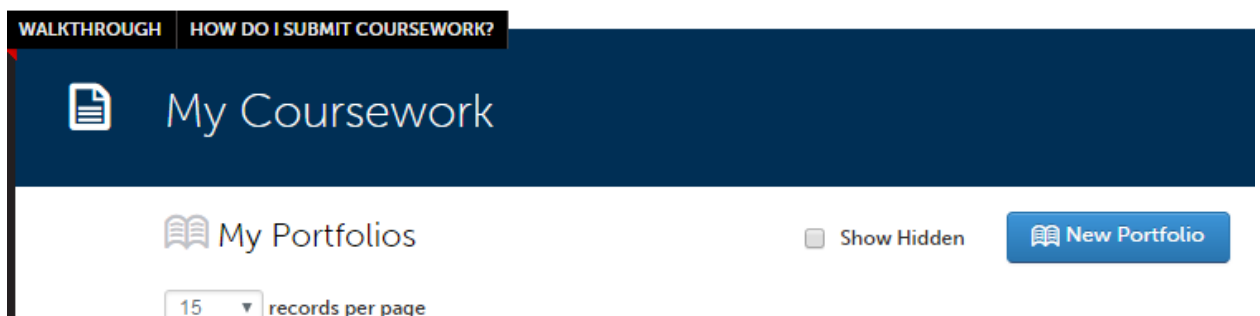 WALKTHROUGH HOW DO I SUBMIT COURSEWORK?
My Coursework
My Portfolios Show Hidden New Portfolio
15 records per page